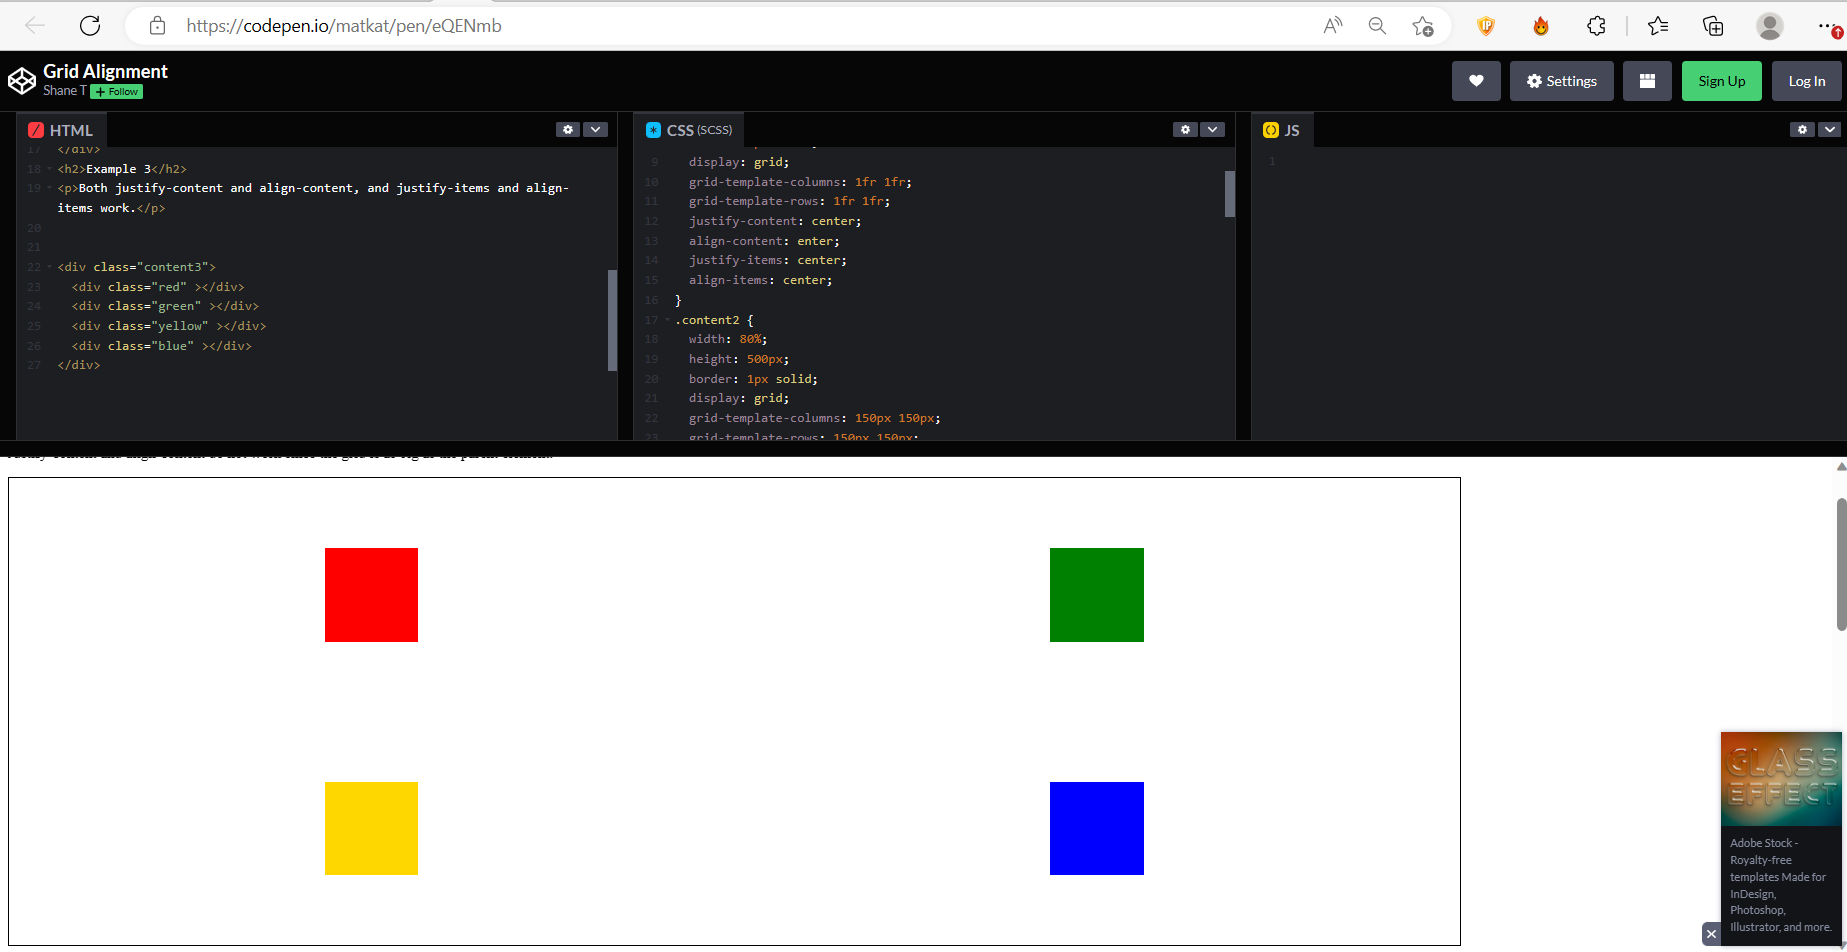 https://codepen.io/matkat/pen/eQENmb
Grid Alignment
Shane T + Follow
Settings
Sign Up
Log In
HTML
17 </div>
18 <h2>Example 3</h2>
19 <p>Both justify-content and align-content, and justify-items and align-
items work.</p>
20
21
22 <div class="content3">
23 <div class="red" ></div>
24 <div class="green" ></div>
25 <div class="yellow" ></div>
26 <div class="blue" ></div>
27 </div>
CSS (SCSS)
9 display: grid;
10 grid-template-columns: 1fr 1fr;
11 grid-template-rows: 1fr 1fr;
12 justify-content: center;
13 align-content: enter;
14 justify-items: center;
15 align-items: center;
16 }
17 .content2 {
18 width: 80%;
19 height: 500px;
20 border: 1px solid;
21 display: grid;
22 grid-template-columns: 150px 150px;
23 grid-template-rows: 150px 150px;
JS
1
GLASS
EFFECT
Adobe Stock -
Royalty-free
templates Made for
InDesign,
Photoshop,
Illustrator, and more.